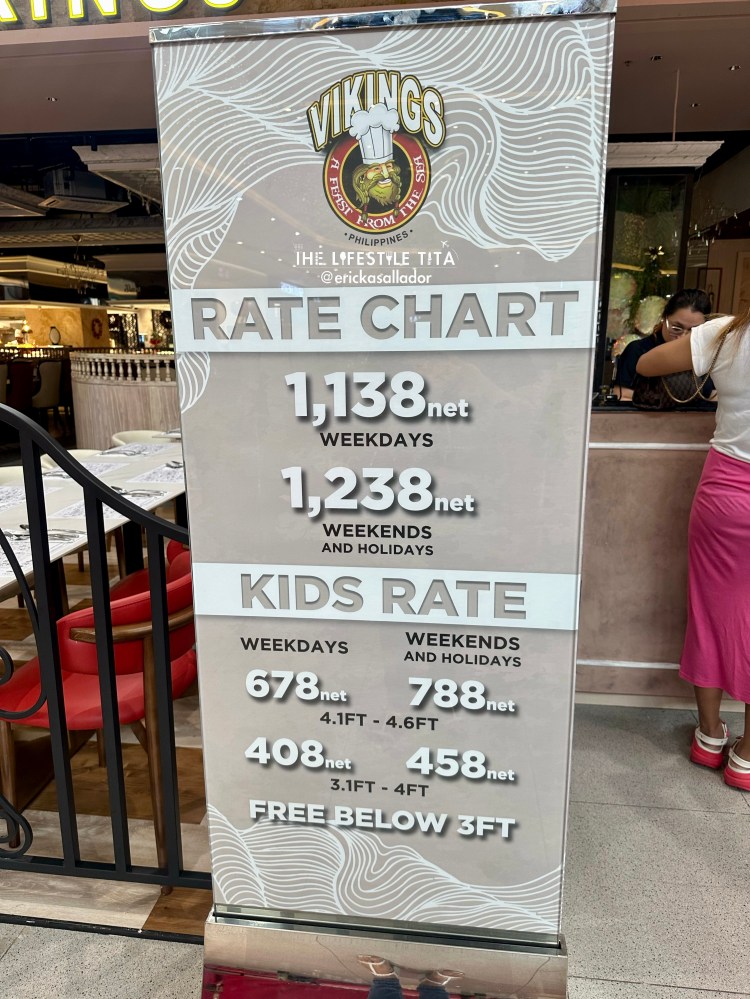 KINGS
VIKINGS
A FEAST FROM THE SEA
• PHILIPPINES •
THE LIFESTYLE TITA
@erickasallador
RATE CHART
1,138net
WEEKDAYS
1,238net
WEEKENDS
AND HOLIDAYS
KIDS RATE
WEEKDAYS WEEKENDS
AND HOLIDAYS
678net 788net
4.1FT - 4.6FT
408net 458net
3.1FT - 4FT
FREE BELOW 3FT